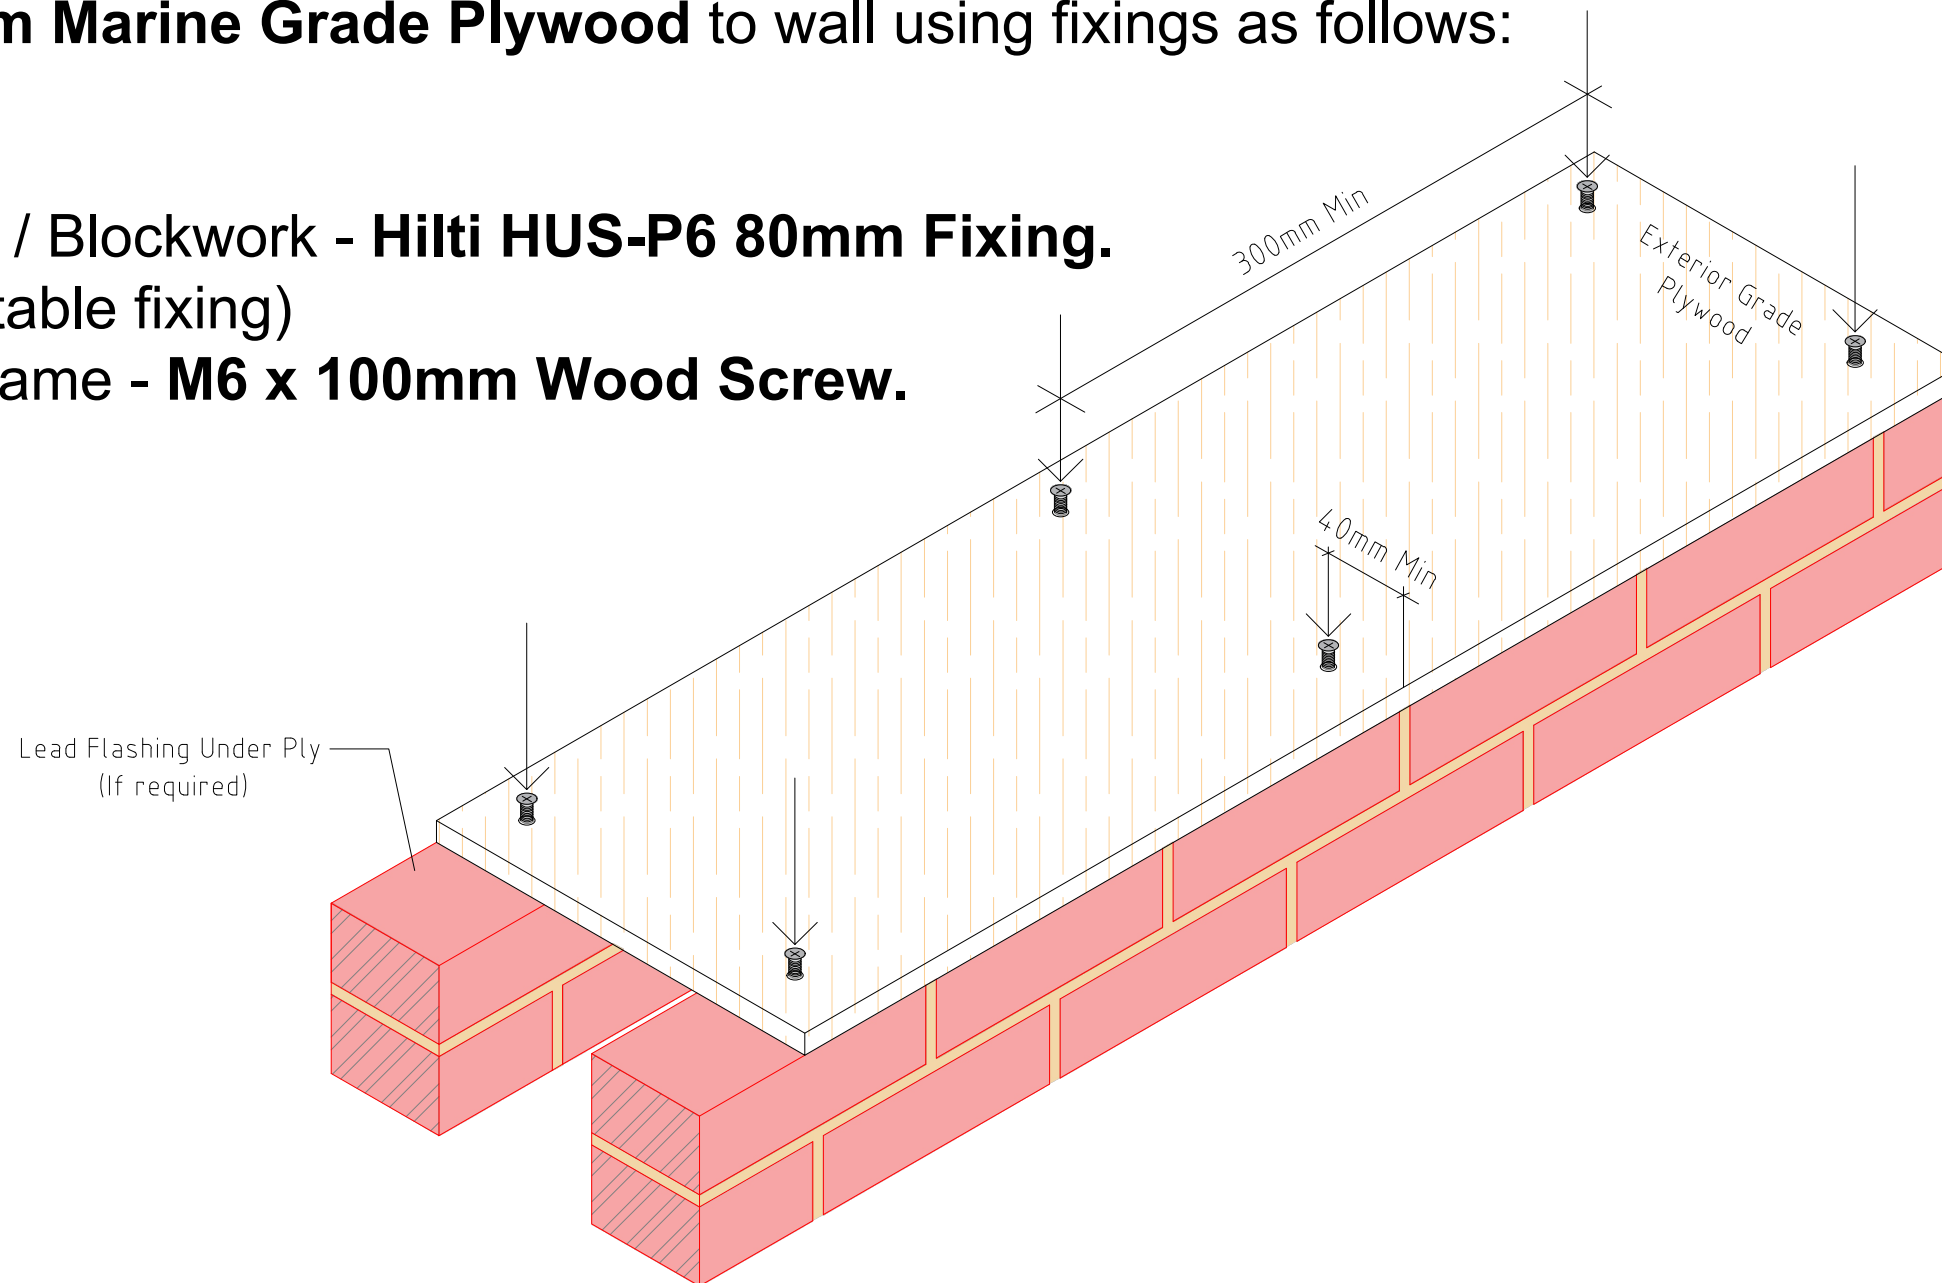 m Marine Grade Plywood to wall using fixings as follows:
/ Blockwork - Hilti HUS-P6 80mm Fixing.
table fixing)
ame - M6 x 100mm Wood Screw.
300mm Min
Exterior Grade
Plywood
40mm Min
Lead Flashing Under Ply
(If required)